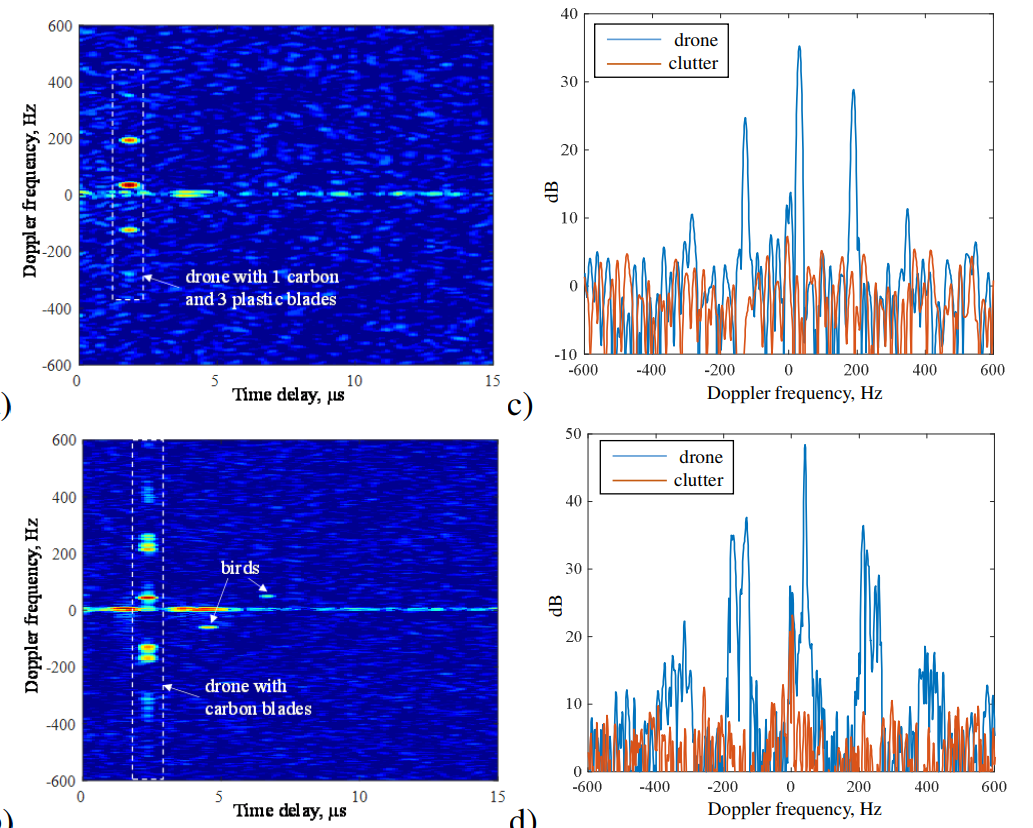 600
400
200
0
-200
-400
-600
Doppler frequency, Hz
drone with 1 carbon
and 3 plastic blades
0
5
10
15
Time delay, μs
)
40
30
20
10
0
-10
dB
drone
clutter
-600
-400
-200
0
200
400
600
Doppler frequency, Hz
c)
600
400
200
0
-200
-400
-600
Doppler frequency, Hz
birds
drone with
carbon blades
0
5
10
15
Time delay, μs
50
40
30
20
10
0
dB
drone
clutter
-600
-400
-200
0
200
400
600
Doppler frequency, Hz
d)